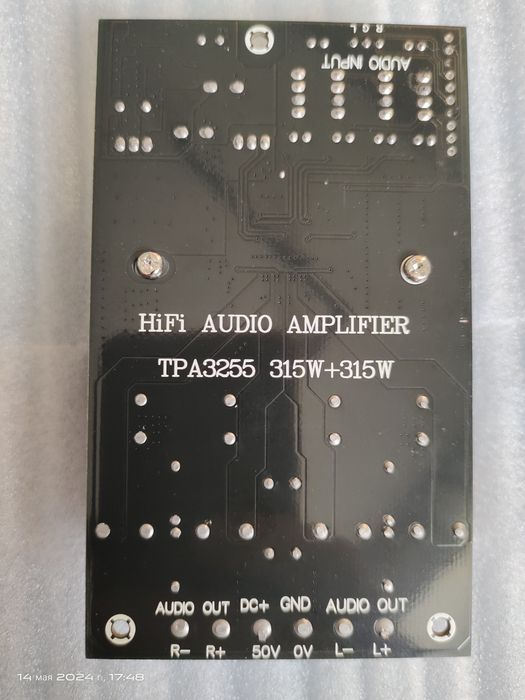 R G L
AUDIO INPUT
HiFi AUDIO AMPLIFIER
TPA3255 315W+315W
AUDIO OUT DC+ GND AUDIO OUT
R- R+ 50V 0V L- L+
14 мая 2024 г., 17:48